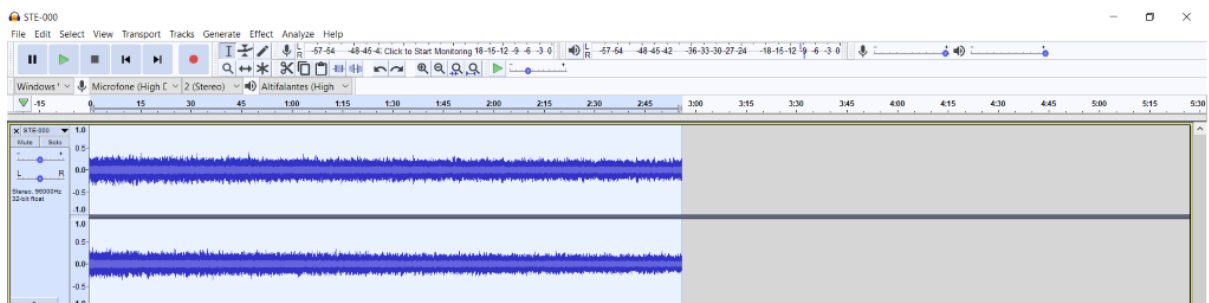 STE-000
File Edit Select View Transport Tracks Generate Effect Analyze Help
L R -57 -54 -48 -45 -4 Click to Start Monitoring -18 -15 -12 -9 -6 -3 0
L R -57 -54 -48 -45 -42 -36 -33 -30 -27 -24 -18 -15 -12 -9 -6 -3 0
Microfone (High 2 (Stereo) Altifalantes (High
-15 0 15 30 45 1:00 1:15 1:30 1:45 2:00 2:15 2:30 2:45 3:00 3:15 3:30 3:45 4:00 4:15 4:30 4:45 5:00 5:15 5:30
X STE-000 1.0
Mute Solo 0.5
- + 0.0
L R
Stereo, 96000Hz -0.5
32-bit float
-1.0
1.0
0.5
0.0
-0.5